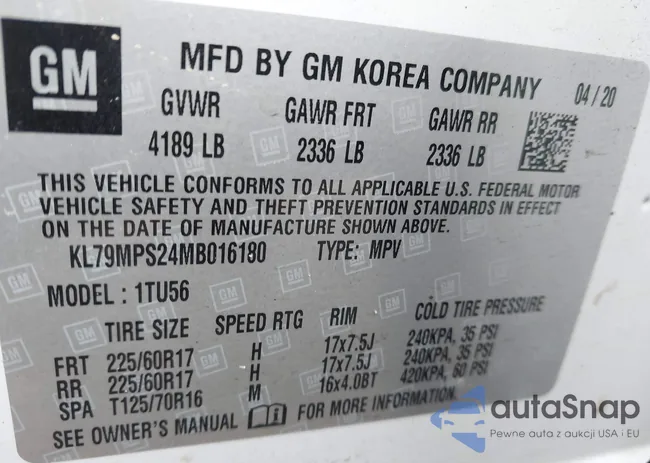 GM
MFD BY GM KOREA COMPANY
04/20
GVWR GAWR FRT GAWR RR
4189 LB 2336 LB 2336 LB
THIS VEHICLE CONFORMS TO ALL APPLICABLE U.S. FEDERAL MOTOR
VEHICLE SAFETY AND THEFT PREVENTION STANDARDS IN EFFECT
ON THE DATE OF MANUFACTURE SHOWN ABOVE.
KL79MPS24MB016180 TYPE: MPV
MODEL : 1TU56
TIRE SIZE SPEED RTG RIM COLD TIRE PRESSURE
FRT 225/60R17 H 17x7.5J 240KPA, 35 PSI
RR 225/60R17 H 17x7.5J 240KPA, 35 PSI
SPA T125/70R16 M 16x4.0BT 420KPA, 60 PSI
SEE OWNER'S MANUAL FOR MORE INFORMATION.
autaSnap
Pewne auta z aukcji USA i EU